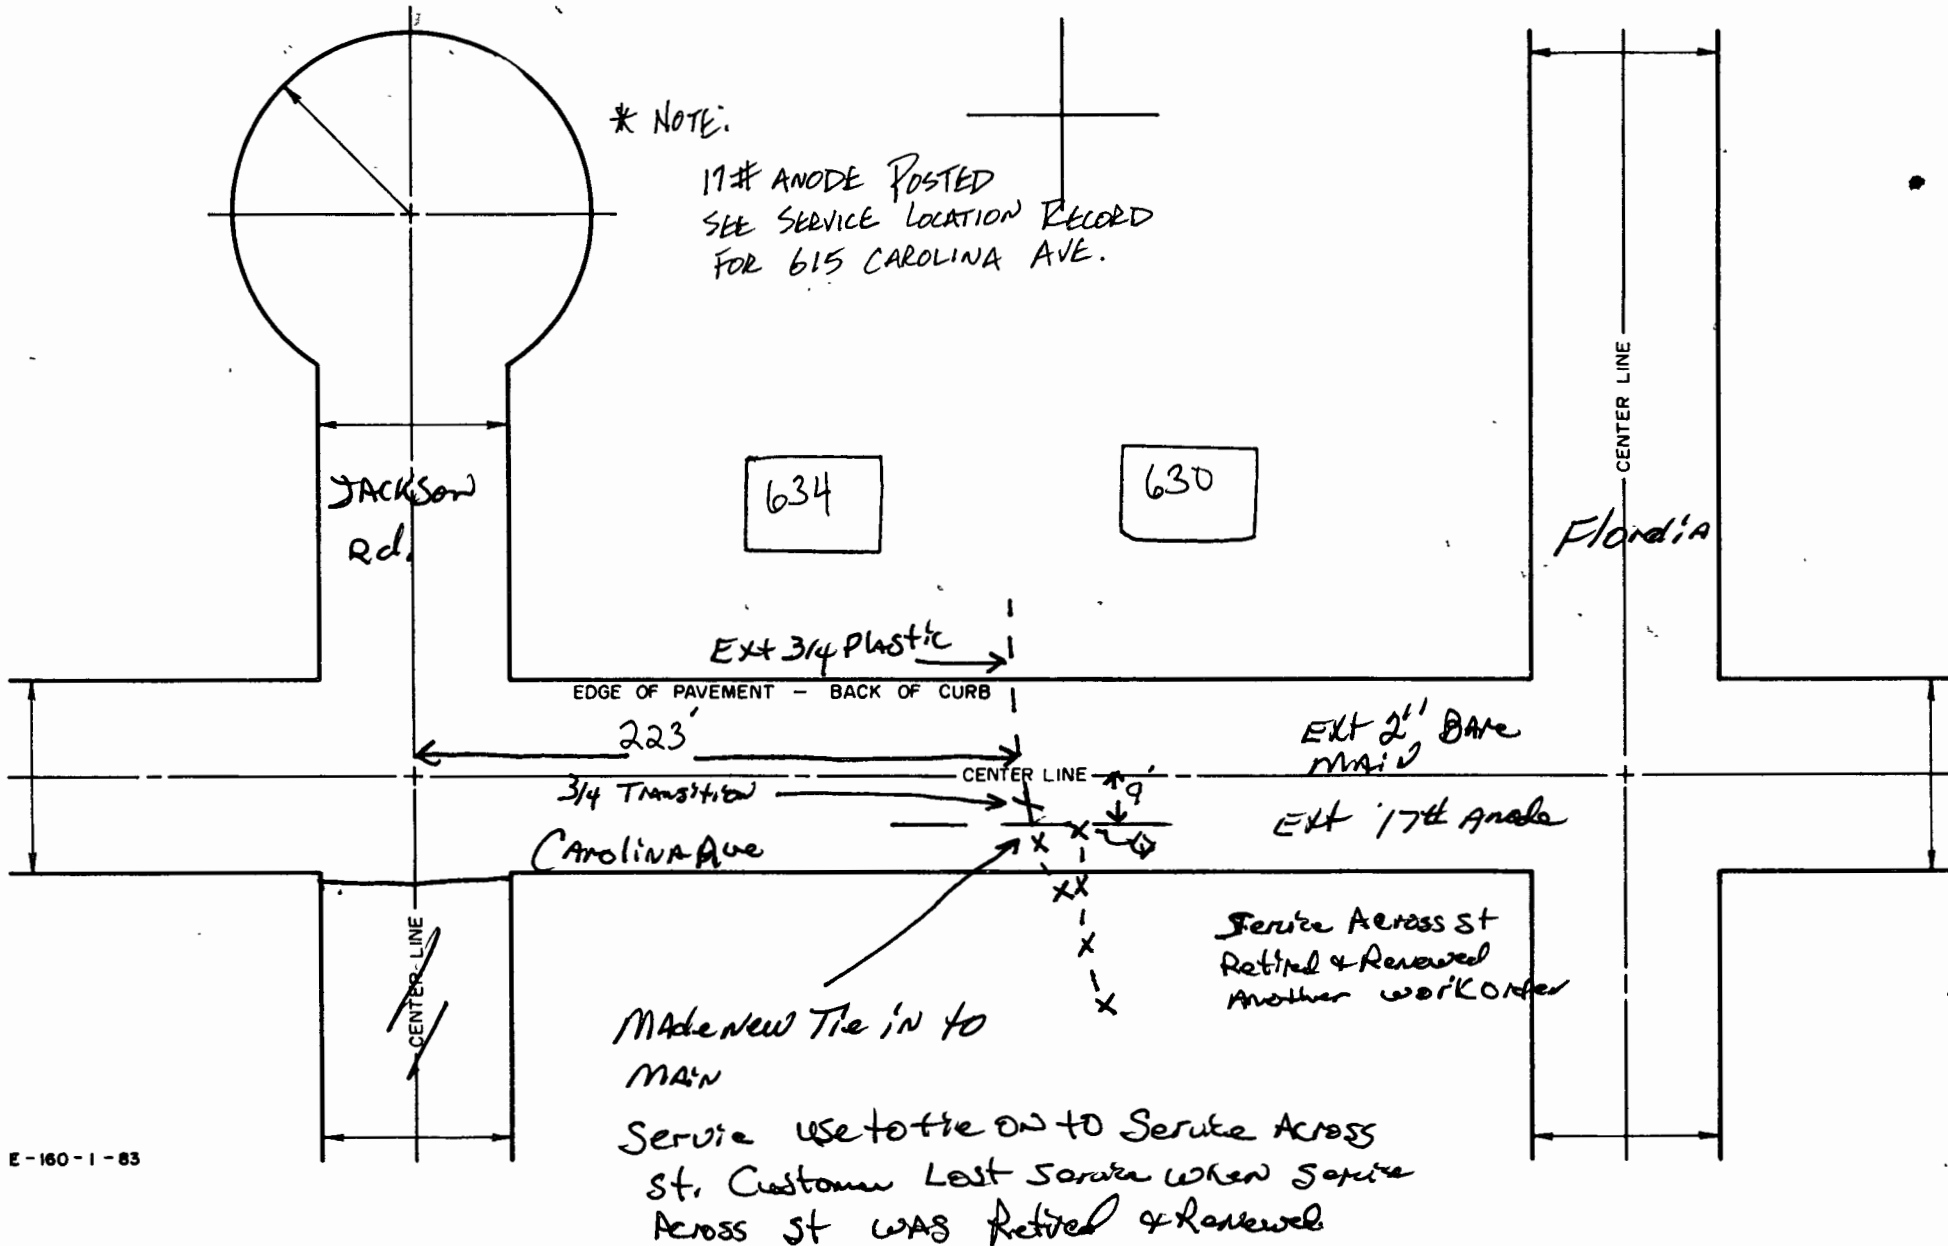 * NOTE:
17# ANODE POSTED
SEE SERVICE LOCATION RECORD
FOR 615 CAROLINA AVE.
CENTER LINE
634
630
JACKSON
Rd.
Flordia
Ext 3/4 Plastic
EDGE OF PAVEMENT - BACK OF CURB
223'
Ext 2" Bare
Main
CENTER LINE
9'
3/4 Transition
Ext 17# Anode
Carolina Ave
CENTER LINE
Service Across st
Retired & Renewed
Another work order
Made New Tie in to
Main
Servie use to tie on to Service Across
st. Customer Lost Service when Service
Across st was Retired & Renewed
E-160-1-83